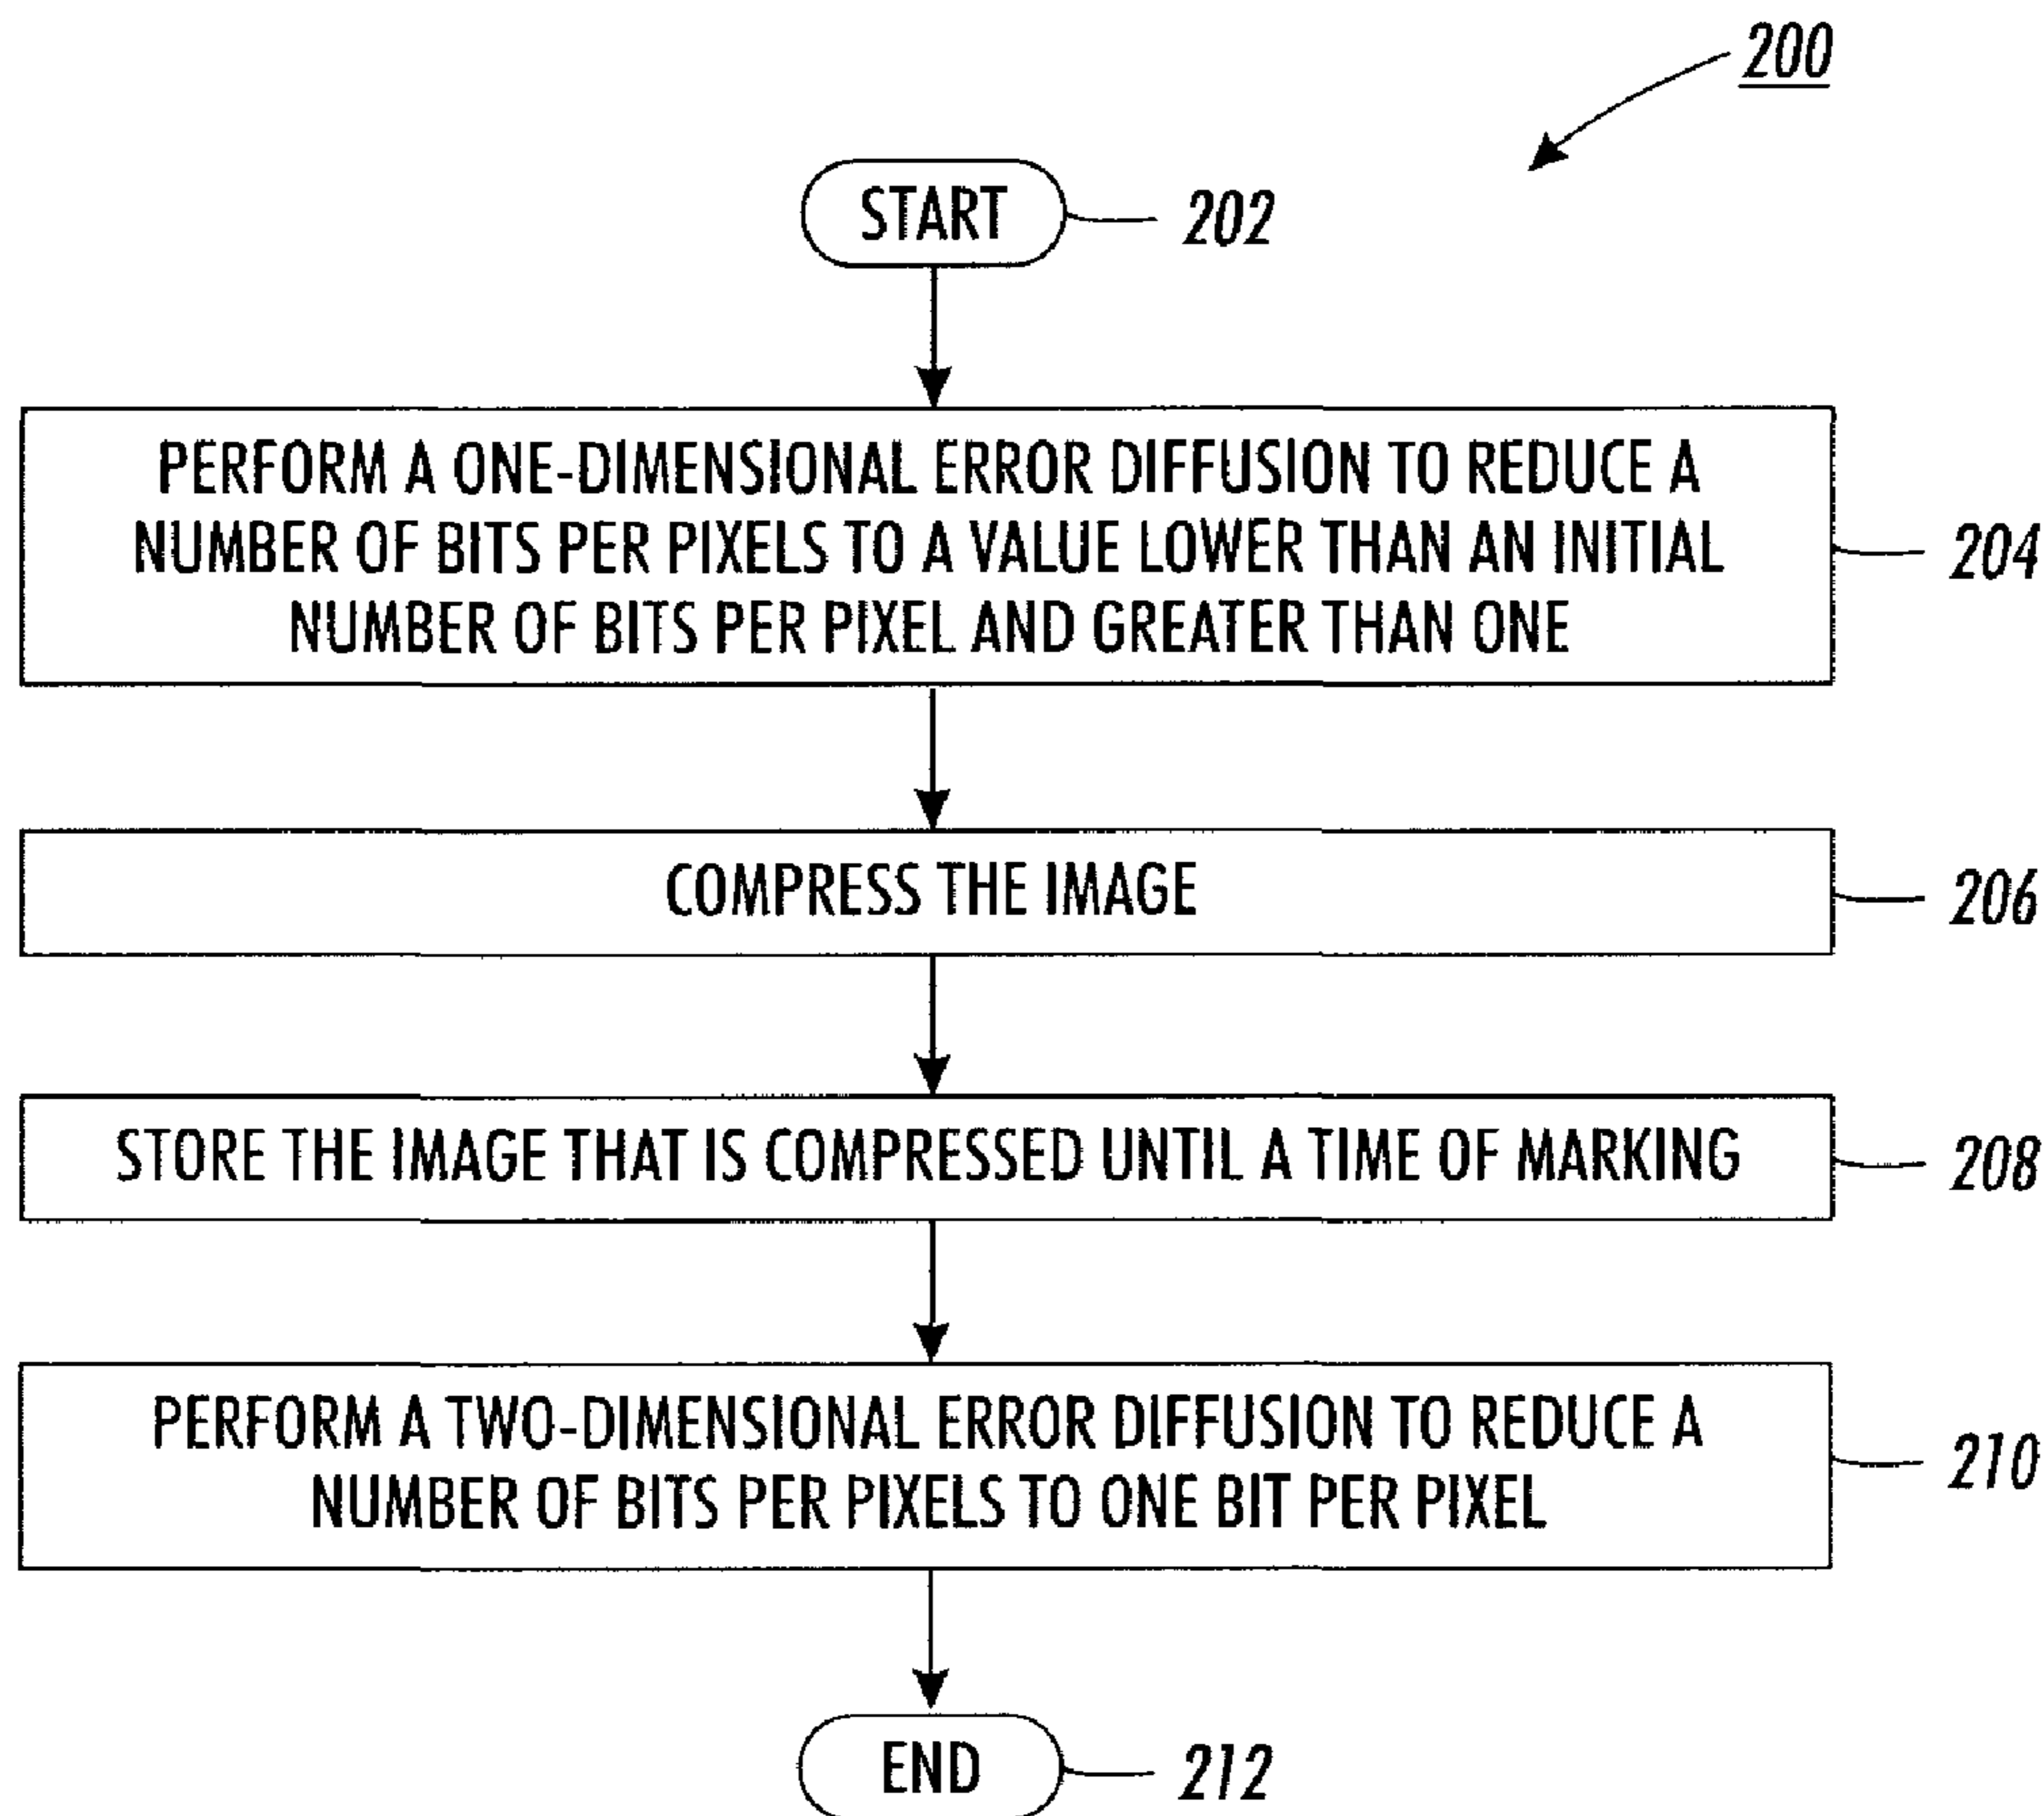 200
START
202
PERFORM A ONE-DIMENSIONAL ERROR DIFFUSION TO REDUCE A
NUMBER OF BITS PER PIXELS TO A VALUE LOWER THAN AN INITIAL
NUMBER OF BITS PER PIXEL AND GREATER THAN ONE
204
COMPRESS THE IMAGE
206
STORE THE IMAGE THAT IS COMPRESSED UNTIL A TIME OF MARKING
208
PERFORM A TWO-DIMENSIONAL ERROR DIFFUSION TO REDUCE A
NUMBER OF BITS PER PIXELS TO ONE BIT PER PIXEL
210
END
212